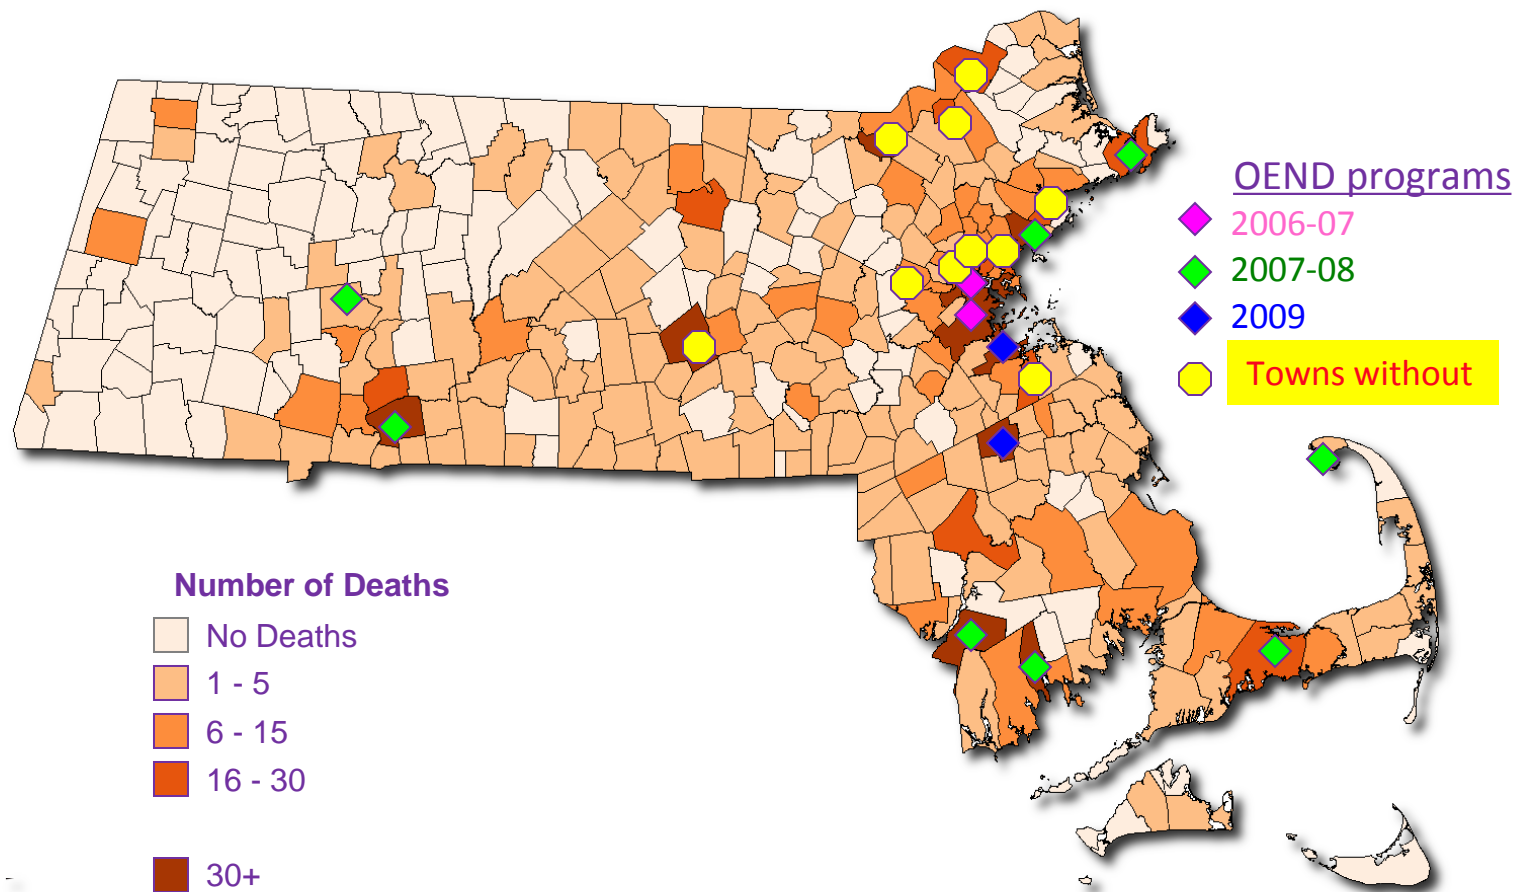 OEND programs
2006-07
2007-08
2009
Towns without
Number of Deaths
No Deaths
1 - 5
6 - 15
16 - 30
30+